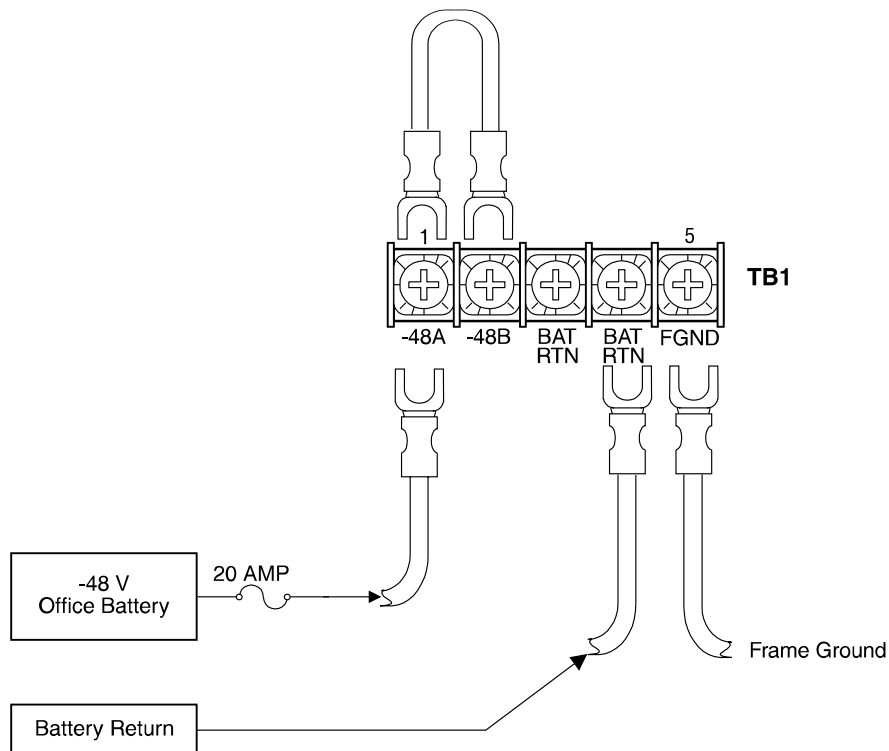 1
5
TB1
-48A
-48B
BAT
RTN
BAT
RTN
FGND
-48 V
Office Battery
20 AMP
Frame Ground
Battery Return